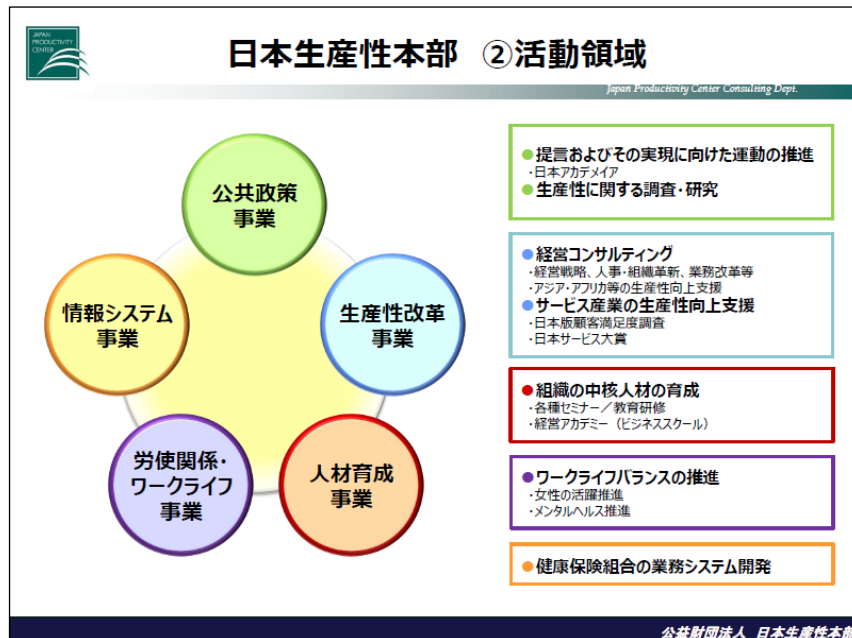 JAPAN
PRODUCTIVITY
CENTER
日本生産性本部 ②活動領域
Japan Productivity Center Consulting Dept.
公共政策
事業
情報システム
事業
生産性改革
事業
労使関係・
ワークライフ
事業
人材育成
事業
●提言およびその実現に向けた運動の推進
・日本アカデメイア
●生産性に関する調査・研究
●経営コンサルティング
・経営戦略、人事・組織革新、業務改革等
・アジア・アフリカ等の生産性向上支援
●サービス産業の生産性向上支援
・日本版顧客満足度調査
・日本サービス大賞
●組織の中核人材の育成
・各種セミナー／教育研修
・経営アカデミー（ビジネススクール）
●ワークライフバランスの推進
・女性の活躍推進
・メンタルヘルス推進
●健康保険組合の業務システム開発
公益財団法人 日本生産性本部